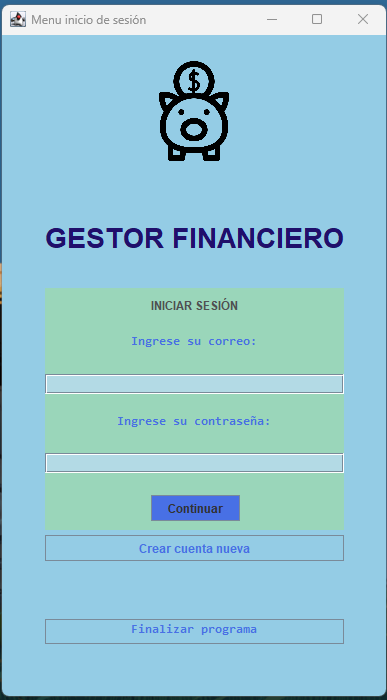 Menu inicio de sesión
$
GESTOR FINANCIERO
INICIAR SESIÓN
Ingrese su correo:
Ingrese su contraseña:
Continuar
Crear cuenta nueva
Finalizar programa